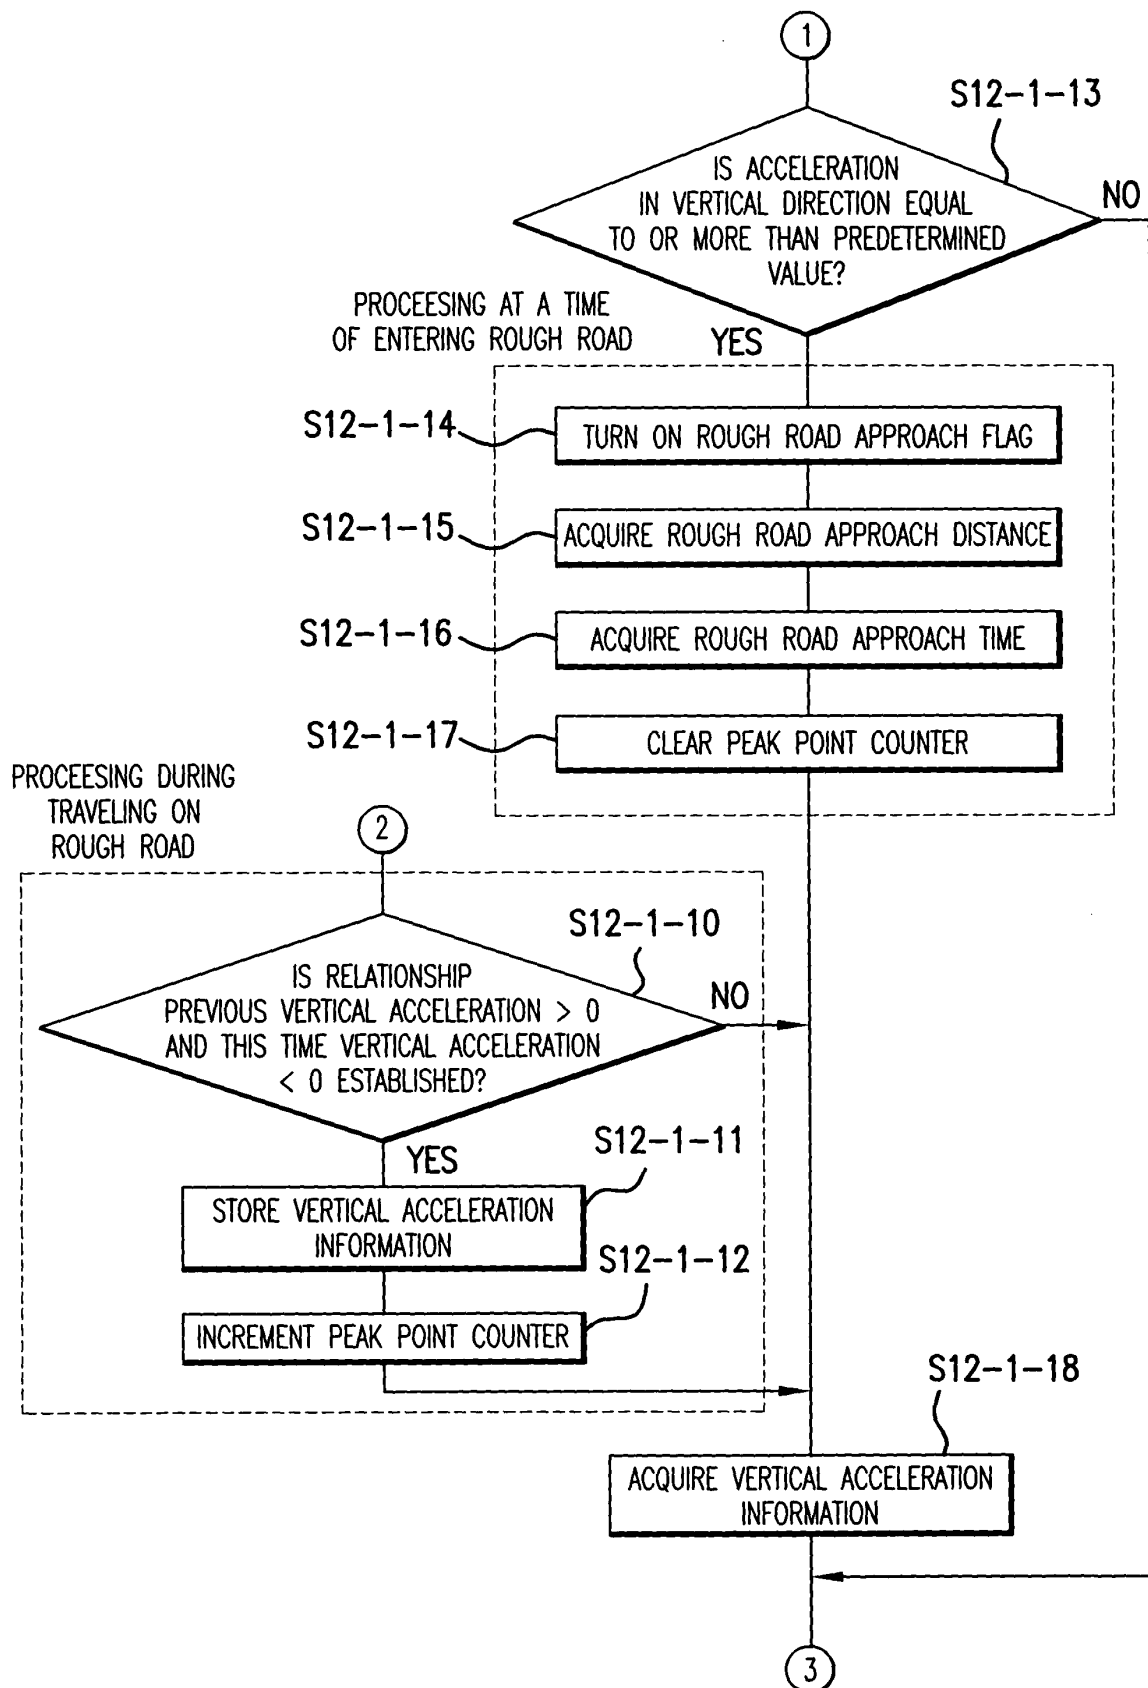 1
S12-1-13
IS ACCELERATION
IN VERTICAL DIRECTION EQUAL
TO OR MORE THAN PREDETERMINED
VALUE?
NO
PROCEESING AT A TIME
OF ENTERING ROUGH ROAD
YES
S12-1-14
TURN ON ROUGH ROAD APPROACH FLAG
S12-1-15
ACQUIRE ROUGH ROAD APPROACH DISTANCE
S12-1-16
ACQUIRE ROUGH ROAD APPROACH TIME
S12-1-17
CLEAR PEAK POINT COUNTER
PROCEESING DURING
TRAVELING ON
ROUGH ROAD
2
S12-1-10
IS RELATIONSHIP
PREVIOUS VERTICAL ACCELERATION > 0
AND THIS TIME VERTICAL ACCELERATION
< 0 ESTABLISHED?
NO
YES
S12-1-11
STORE VERTICAL ACCELERATION
INFORMATION
S12-1-12
INCREMENT PEAK POINT COUNTER
S12-1-18
ACQUIRE VERTICAL ACCELERATION
INFORMATION
3